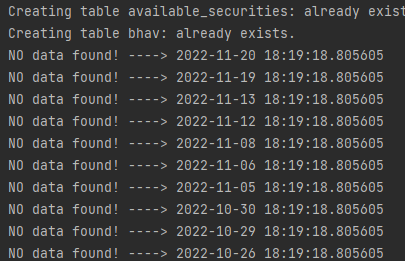 Creating table available_securities: already exist
Creating table bhav: already exists.
NO data found! ----> 2022-11-20 18:19:18.805605
NO data found! ----> 2022-11-19 18:19:18.805605
NO data found! ----> 2022-11-13 18:19:18.805605
NO data found! ----> 2022-11-12 18:19:18.805605
NO data found! ----> 2022-11-08 18:19:18.805605
NO data found! ----> 2022-11-06 18:19:18.805605
NO data found! ----> 2022-11-05 18:19:18.805605
NO data found! ----> 2022-10-30 18:19:18.805605
NO data found! ----> 2022-10-29 18:19:18.805605
NO data found! ----> 2022-10-26 18:19:18.805605